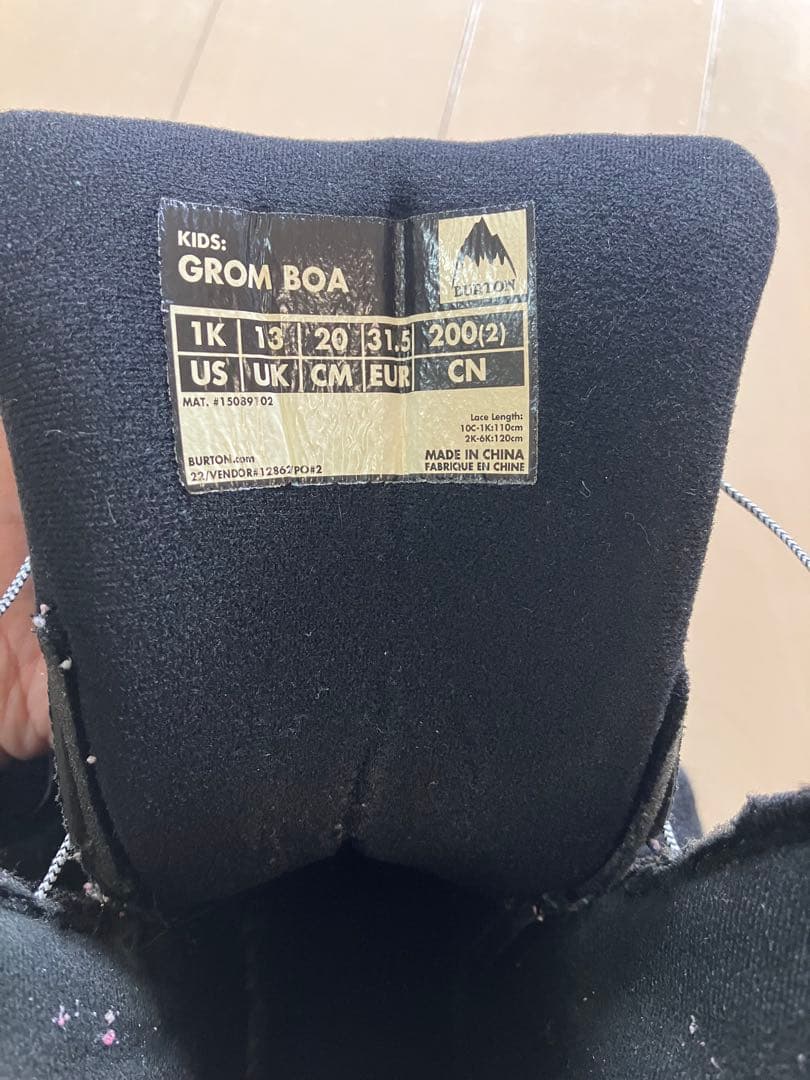 KIDS:
GROM BOA
BURTON
1K 13 20 31.5 200(2)
US UK CM EUR CN
MAT. #15089102
Lace Length:
10C-1K:110cm
2K-6K:120cm
BURTON.com
22/VENDOR#12862PO#2
MADE IN CHINA
FABRIQUE EN CHINE